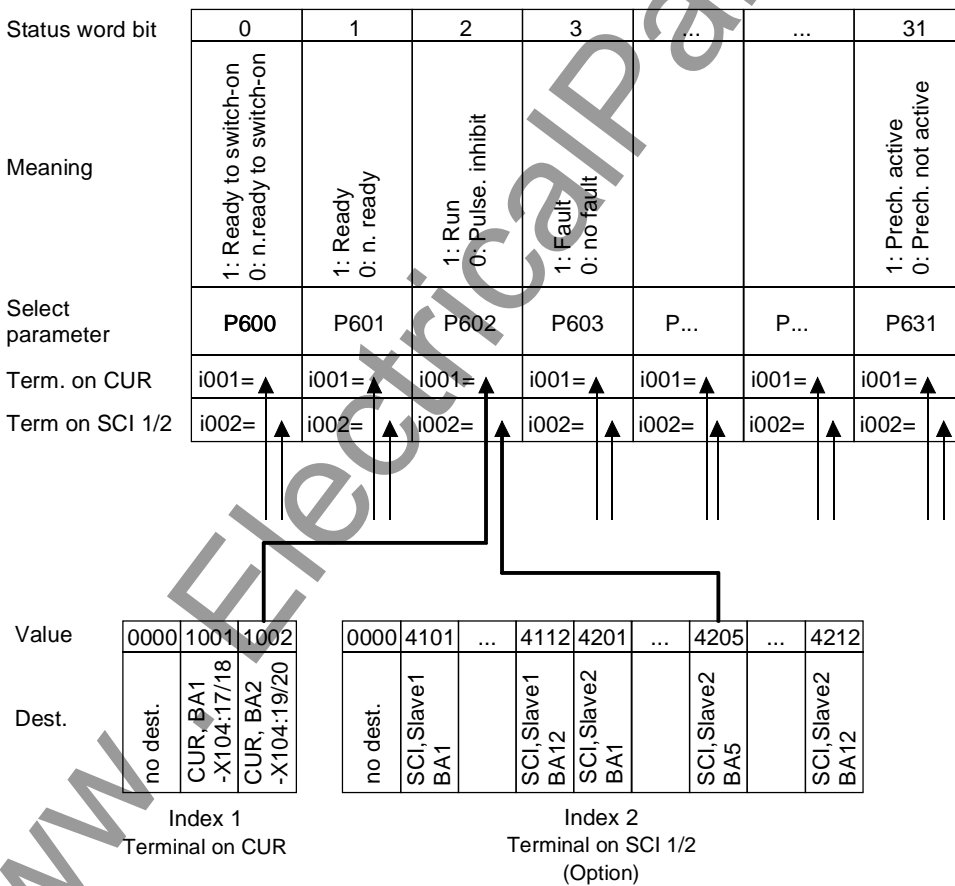 Status word bit 0 1 2 3 ... ... 31
Meaning
1: Ready to switch-on
0: n.ready to switch-on
1: Ready
0: n. ready
1: Run
0: Pulse. inhibit
1: Fault
0: no fault
1: Prech. active
0: Prech. not active
Select
parameter
P600 P601 P602 P603 P... P... P631
Term. on CUR i001= i001= i001= i001= i001= i001= i001=
Term on SCI 1/2 i002= i002= i002= i002= i002= i002= i002=
Value 0000 1001 1002 0000 4101 ... 4112 4201 ... 4205 ... 4212
Dest.
no dest.
CUR, BA1
-X104:17/18
CUR, BA2
-X104:19/20
no dest.
SCI,Slave1
BA1
SCI,Slave1
BA12
SCI,Slave2
BA1
SCI,Slave2
BA5
SCI,Slave2
BA12
Index 1
Terminal on CUR
Index 2
Terminal on SCI 1/2
(Option)